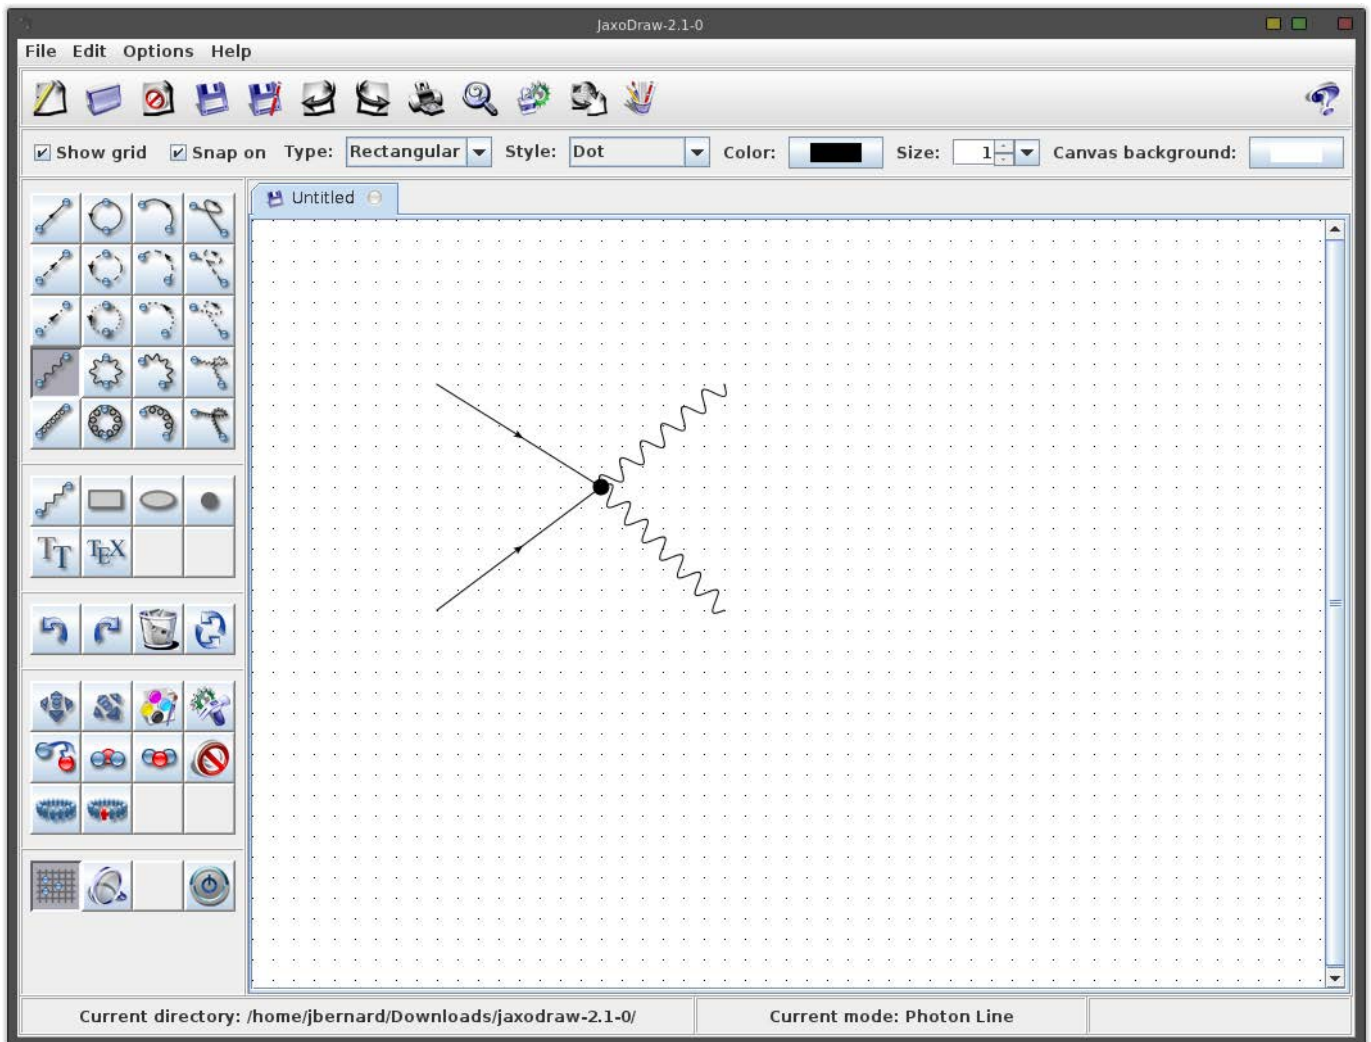 JaxoDraw-2.1-0
File Edit Options Help
Show grid Snap on Type: Rectangular Style: Dot Color: Size: 1 Canvas background:
Untitled
TT TEX
Current directory: /home/jbernard/Downloads/jaxodraw-2.1-0/ Current mode: Photon Line